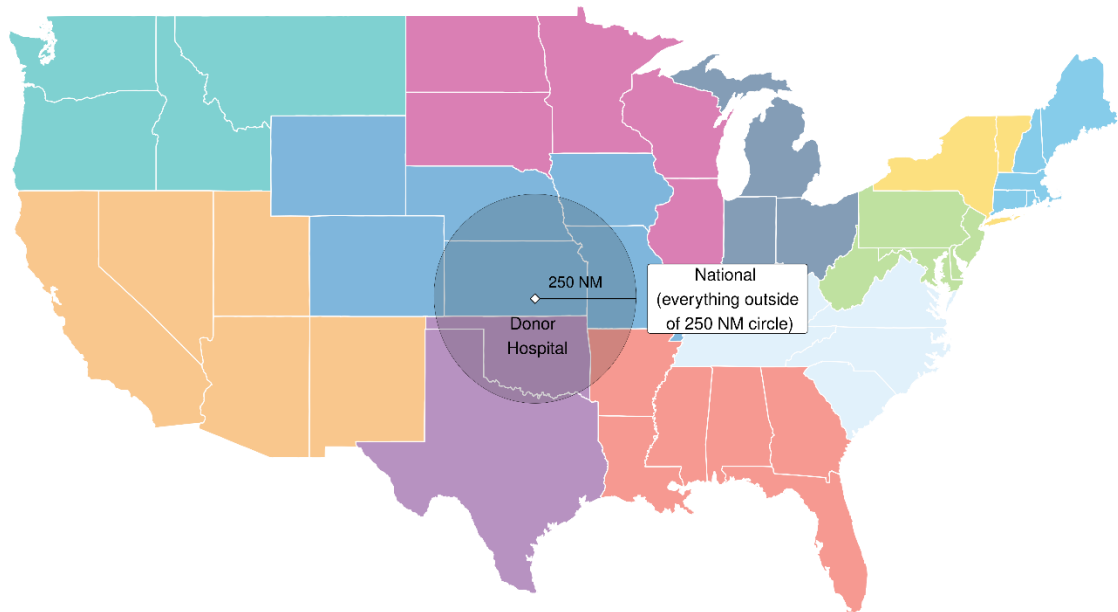 250 NM
Donor
Hospital
National
(everything outside
of 250 NM circle)